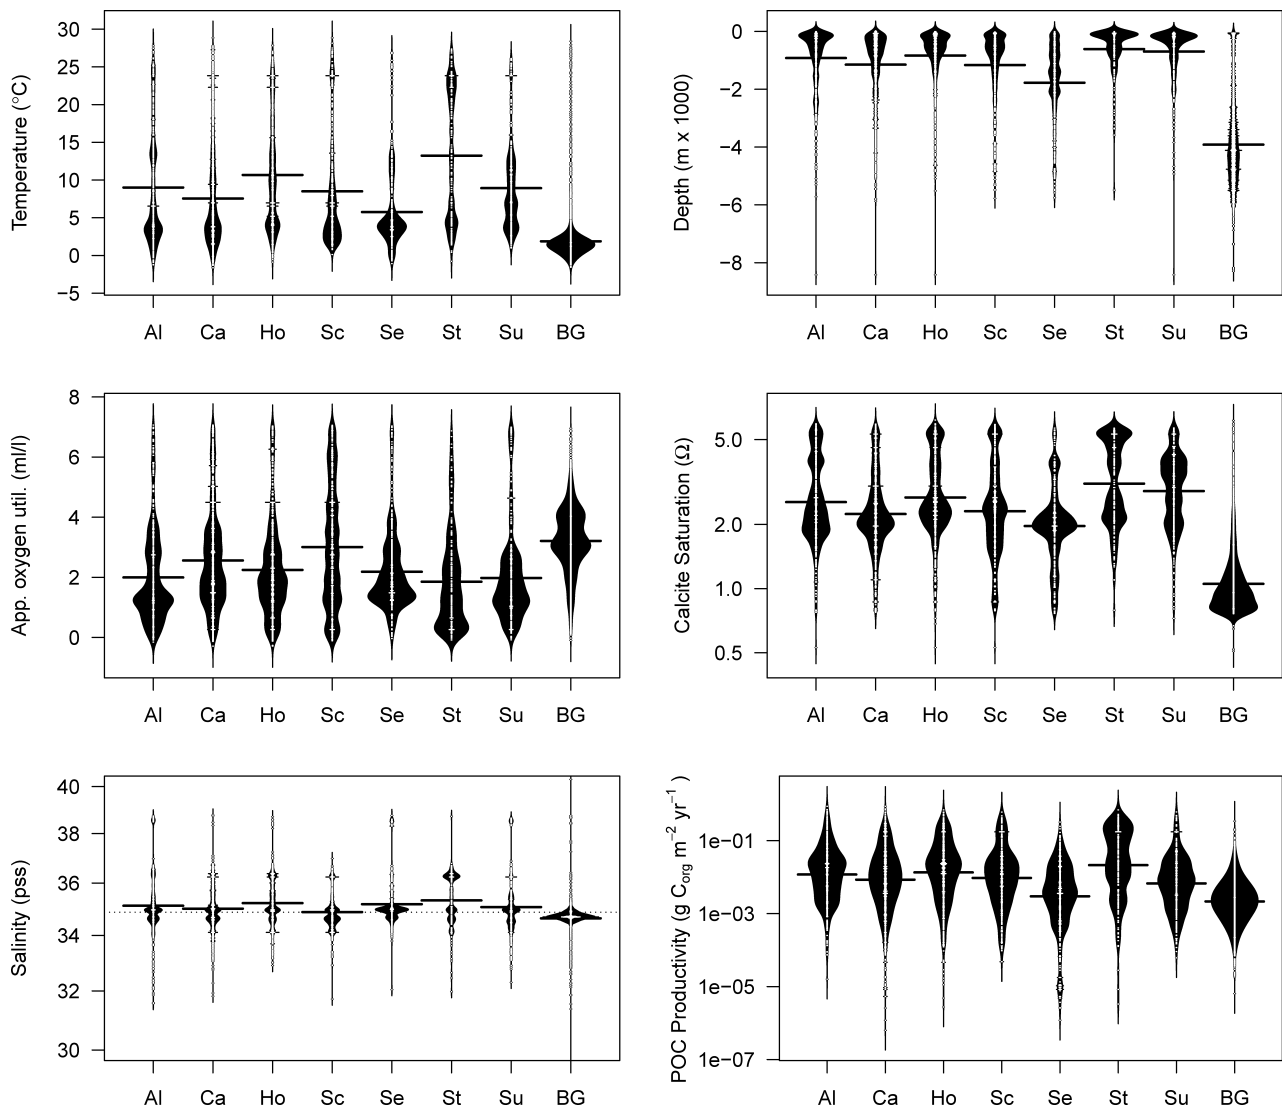 Temperature (°C)
30
25
20
15
10
5
0
−5
Al Ca Ho Sc Se St Su BG
Depth (m x 1000)
0
−2
−4
−6
−8
Al Ca Ho Sc Se St Su BG
App. oxygen util. (ml/l)
8
6
4
2
0
Al Ca Ho Sc Se St Su BG
Calcite Saturation (Ω)
5.0
2.0
1.0
0.5
Al Ca Ho Sc Se St Su BG
Salinity (pss)
40
38
36
34
32
30
Al Ca Ho Sc Se St Su BG
POC Productivity (g Corg m−2 yr−1 )
1e−01
1e−03
1e−05
1e−07
Al Ca Ho Sc Se St Su BG